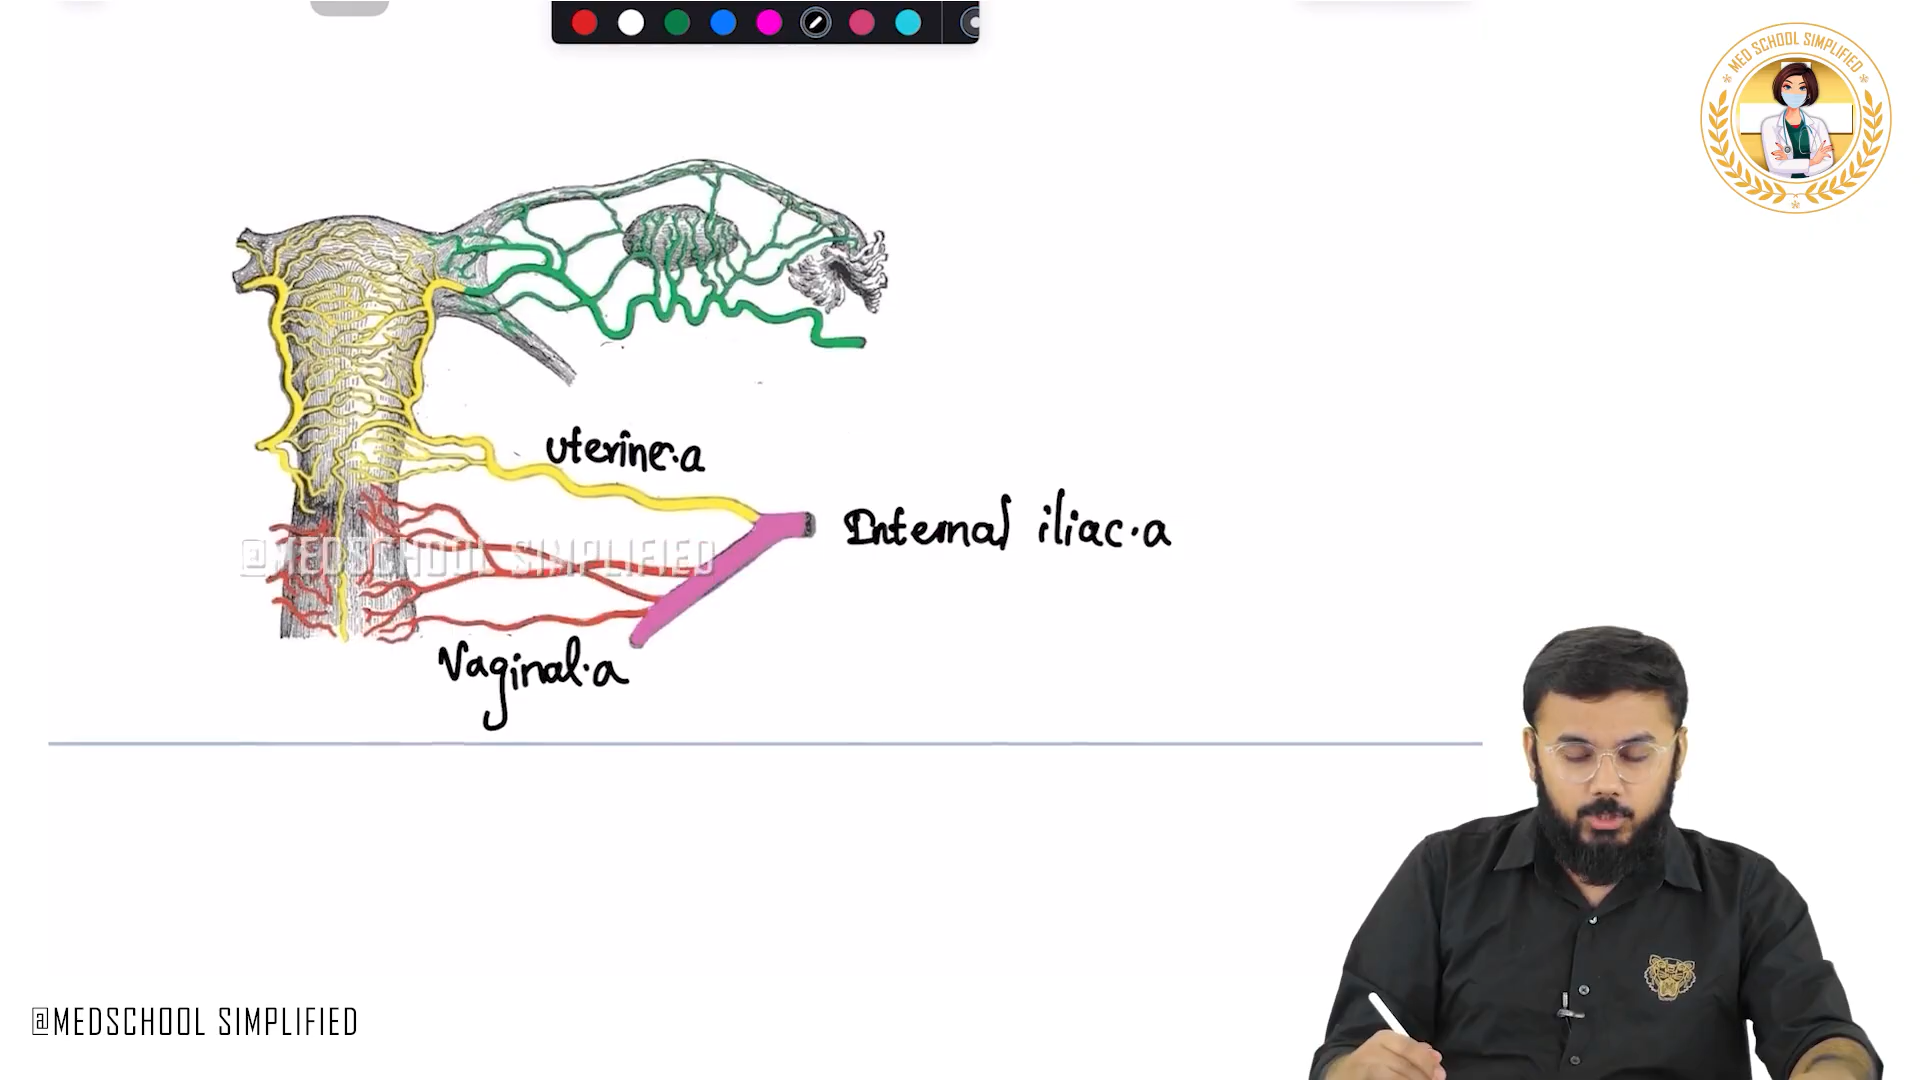 MED SCHOOL SIMPLIFIED
uterine.a
Internal iliac.a
@MEDSCHOOL SIMPLIFIED
Vaginal.a
@MEDSCHOOL SIMPLIFIED